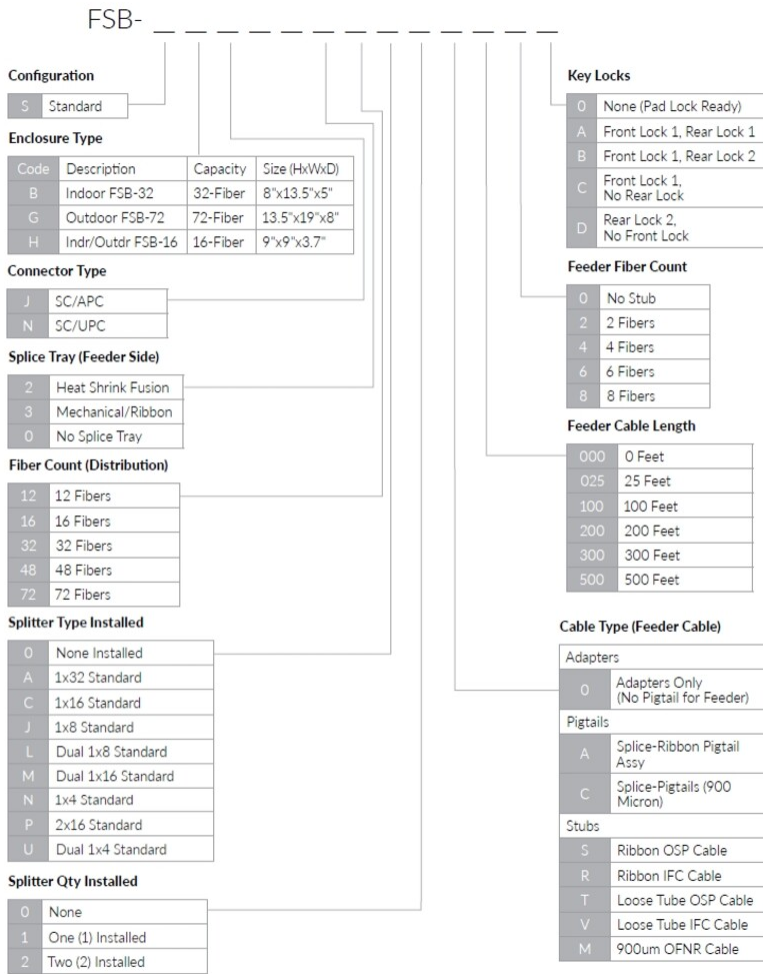 FSB- _ _ _ _ _ _ _ _ _ _ _ _ _
Configuration
S Standard
Enclosure Type
Code Description Capacity Size (HxWxD)
B Indoor FSB-32 32-Fiber 8"x13.5"x5"
G Outdoor FSB-72 72-Fiber 13.5"x19"x8"
H Indr/Outdr FSB-16 16-Fiber 9"x9"x3.7"
Connector Type
J SC/APC
N SC/UPC
Splice Tray (Feeder Side)
2 Heat Shrink Fusion
3 Mechanical/Ribbon
0 No Splice Tray
Fiber Count (Distribution)
12 12 Fibers
16 16 Fibers
32 32 Fibers
48 48 Fibers
72 72 Fibers
Splitter Type Installed
0 None Installed
A 1x32 Standard
C 1x16 Standard
J 1x8 Standard
L Dual 1x8 Standard
M Dual 1x16 Standard
N 1x4 Standard
P 2x16 Standard
U Dual 1x4 Standard
Splitter Qty Installed
0 None
1 One (1) Installed
2 Two (2) Installed
Key Locks
0 None (Pad Lock Ready)
A Front Lock 1, Rear Lock 1
B Front Lock 1, Rear Lock 2
C Front Lock 1,
No Rear Lock
D Rear Lock 2,
No Front Lock
Feeder Fiber Count
0 No Stub
2 2 Fibers
4 4 Fibers
6 6 Fibers
8 8 Fibers
Feeder Cable Length
000 0 Feet
025 25 Feet
100 100 Feet
200 200 Feet
300 300 Feet
500 500 Feet
Cable Type (Feeder Cable)
Adapters
0 Adapters Only
(No Pigtail for Feeder)
Pigtails
A Splice-Ribbon Pigtail
Assy
C Splice-Pigtails (900
Micron)
Stubs
S Ribbon OSP Cable
R Ribbon IFC Cable
T Loose Tube OSP Cable
V Loose Tube IFC Cable
M 900um OFNR Cable